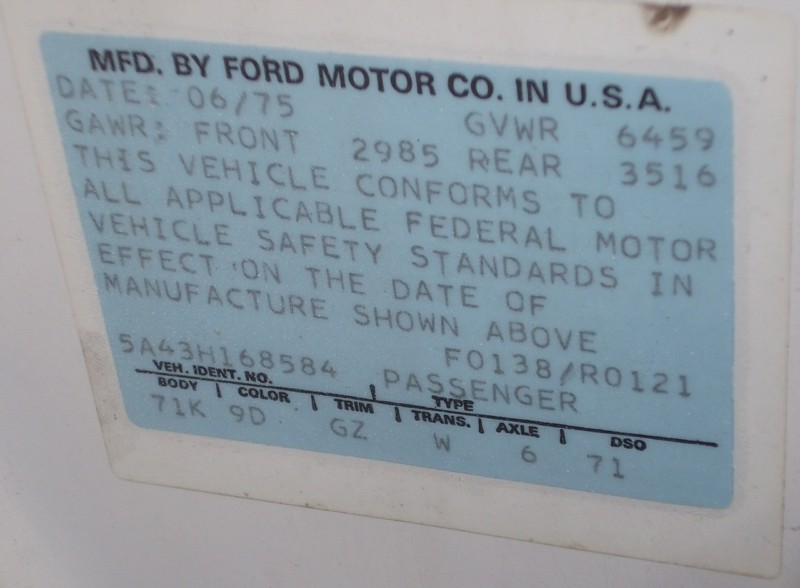 MFD. BY FORD MOTOR CO. IN U.S.A.
DATE: 06/75 GVWR 6459
GAWR: FRONT 2985 REAR 3516
THIS VEHICLE CONFORMS TO
ALL APPLICABLE FEDERAL MOTOR
VEHICLE SAFETY STANDARDS IN
EFFECT ON THE DATE OF
MANUFACTURE SHOWN ABOVE
F0138/R0121
5A43H168584 PASSENGER
VEH. IDENT. NO. TYPE
BODY COLOR TRIM TRANS. AXLE DSO
71K 9D GZ W 6 71